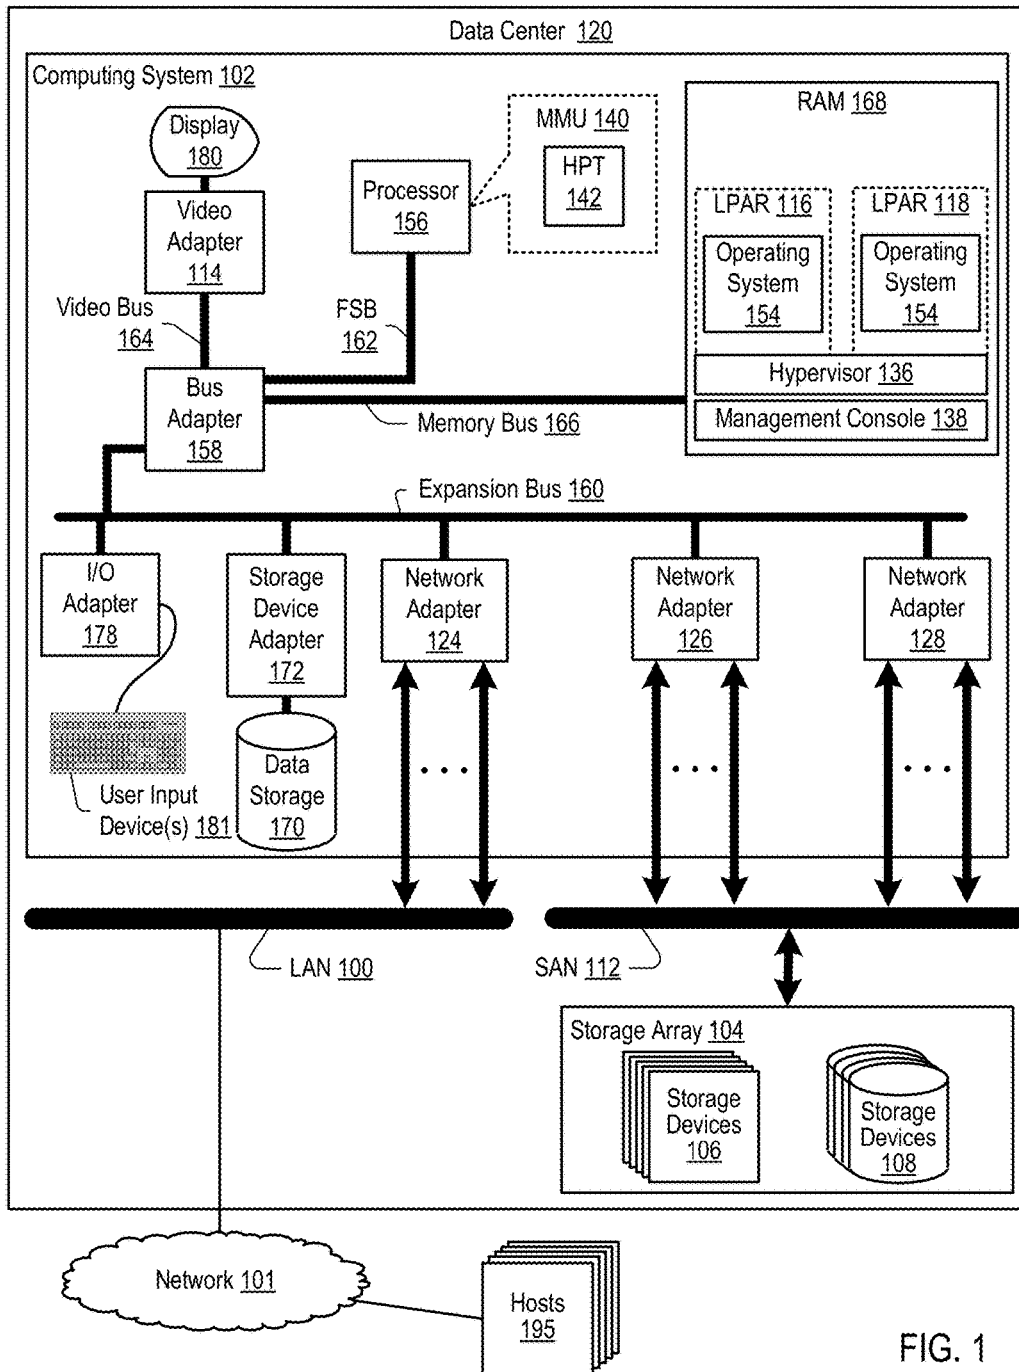 Data Center 120
Computing System 102
Display
180
Video
Adapter
114
Video Bus
164
Processor
156
MMU 140
HPT
142
FSB
162
RAM 168
LPAR 116
Operating
System
154
LPAR 118
Operating
System
154
Hypervisor 136
Management Console 138
Bus
Adapter
158
Memory Bus 166
Expansion Bus 160
I/O
Adapter
178
Storage
Device
Adapter
172
Network
Adapter
124
Network
Adapter
126
Network
Adapter
128
User Input
Device(s) 181
Data
Storage
170
. . .
. . .
. . .
LAN 100
SAN 112
Storage Array 104
Storage
Devices
106
Storage
Devices
108
Network 101
Hosts
195
FIG. 1